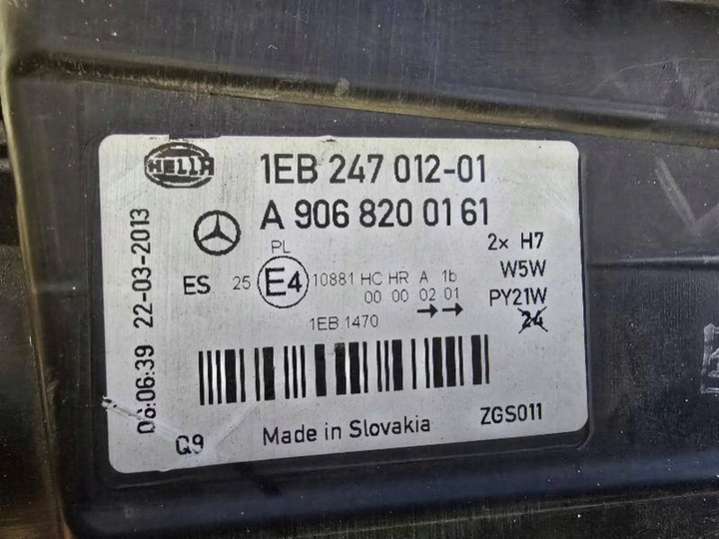 HELLA
1EB 247 012-01
A 906 820 01 61
PL
2x H7
ES 25 E4 10881 HC HR A 1b
W5W
00 00 02 01
PY21W
24
1EB 1470
06:06:39 22-03-2013
Q9
Made in Slovakia
ZGS011